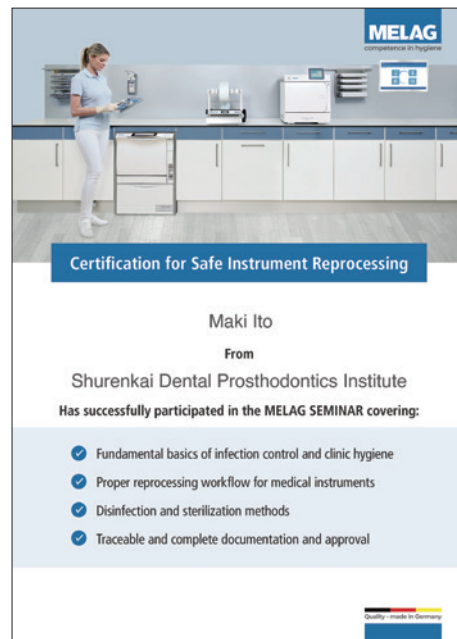 MELAG
competence in hygiene
Certification for Safe Instrument Reprocessing
Maki Ito
From
Shurenkai Dental Prosthodontics Institute
Has successfully participated in the MELAG SEMINAR covering:
Fundamental basics of infection control and clinic hygiene
Proper reprocessing workflow for medical instruments
Disinfection and sterilization methods
Traceable and complete documentation and approval
Quality - made in Germany